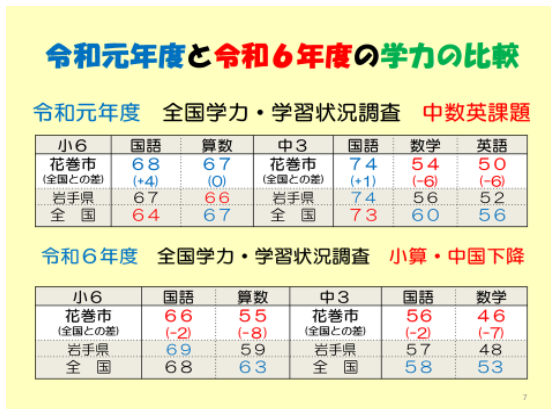 令和元年度と令和6年度の学力の比較
令和元年度　全国学力・学習状況調査　中数英課題
小6 国語 算数 中3 国語 数学 英語
花巻市 68 67 花巻市 74 54 50
(全国との差) (+4) (0) (全国との差) (+1) (-6) (-6)
岩手県 67 66 岩手県 74 56 52
全　国 64 67 全　国 73 60 56
令和6年度　全国学力・学習状況調査　小算・中国下降
小6 国語 算数 中3 国語 数学
花巻市 66 55 花巻市 56 46
(全国との差) (-2) (-8) (全国との差) (-2) (-7)
岩手県 69 59 岩手県 57 48
全　国 68 63 全　国 58 53
7